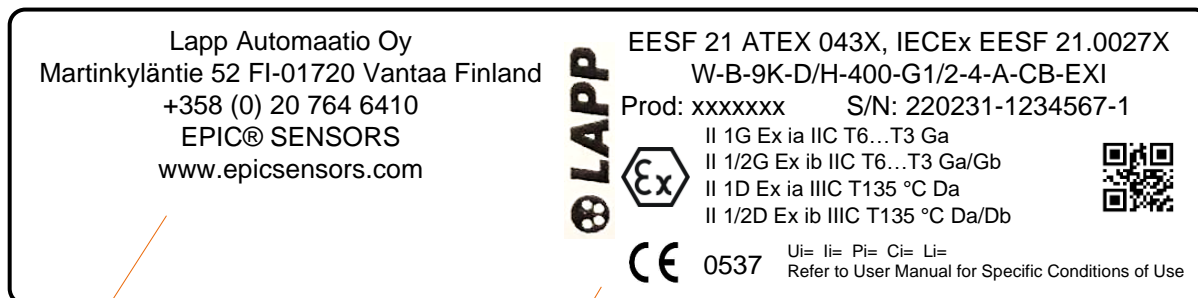 Lapp Automaatio Oy
Martinkyläntie 52 FI-01720 Vantaa Finland
+358 (0) 20 764 6410
EPIC® SENSORS
www.epicsensors.com
LAPP
EESF 21 ATEX 043X, IECEx EESF 21.0027X
W-B-9K-D/H-400-G1/2-4-A-CB-EXI
Prod: xxxxxxx S/N: 220231-1234567-1
II 1G Ex ia IIC T6…T3 Ga
II 1/2G Ex ib IIC T6…T3 Ga/Gb
II 1D Ex ia IIIC T135 °C Da
II 1/2D Ex ib IIIC T135 °C Da/Db
Ex
CE 0537
Ui= Ii= Pi= Ci= Li=
Refer to User Manual for Specific Conditions of Use